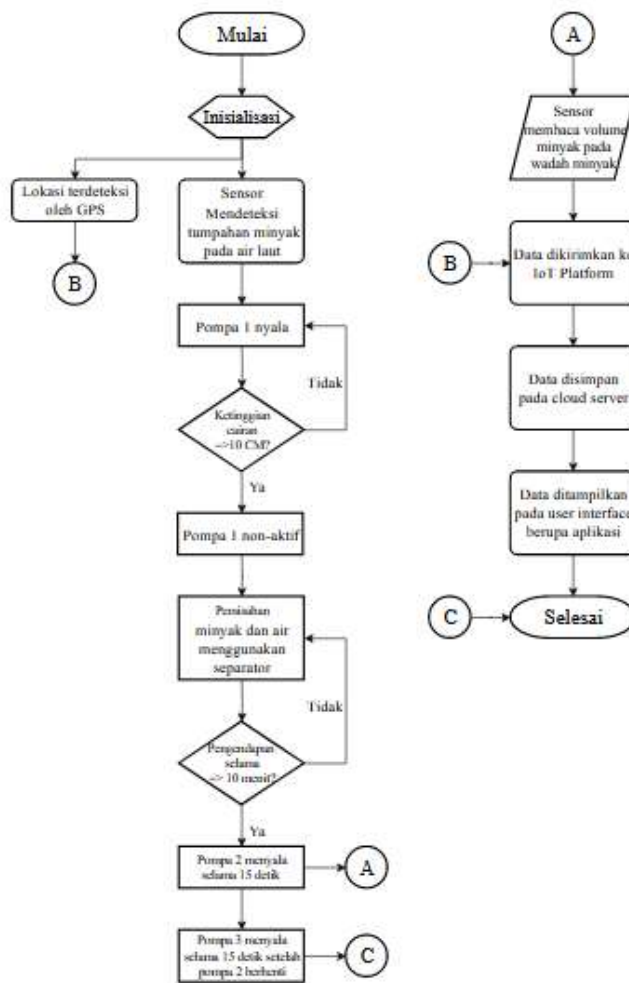 Mulai
Inisialisasi
Lokasi terdeteksi
oleh GPS
B
Sensor
Mendeteksi
tumpahan minyak
pada air laut
Pompa 1 nyala
Tidak
Ketinggian
cairan
=>10 CM?
Ya
Pompa 1 non-aktif
Pemisahan
minyak dan air
menggunakan
separator
Tidak
Pengendapan
selama
=> 10 menit?
Ya
Pompa 2 menyala
selama 15 detik
A
Pompa 3 menyala
selama 15 detik setelah
pompa 2 berhenti
C
A
Sensor
membaca volume
minyak pada
wadah minyak
B
Data dikirimkan ke
IoT Platform
Data disimpan
pada cloud server
Data ditampilkan
pada user interface
berupa aplikasi
C
Selesai